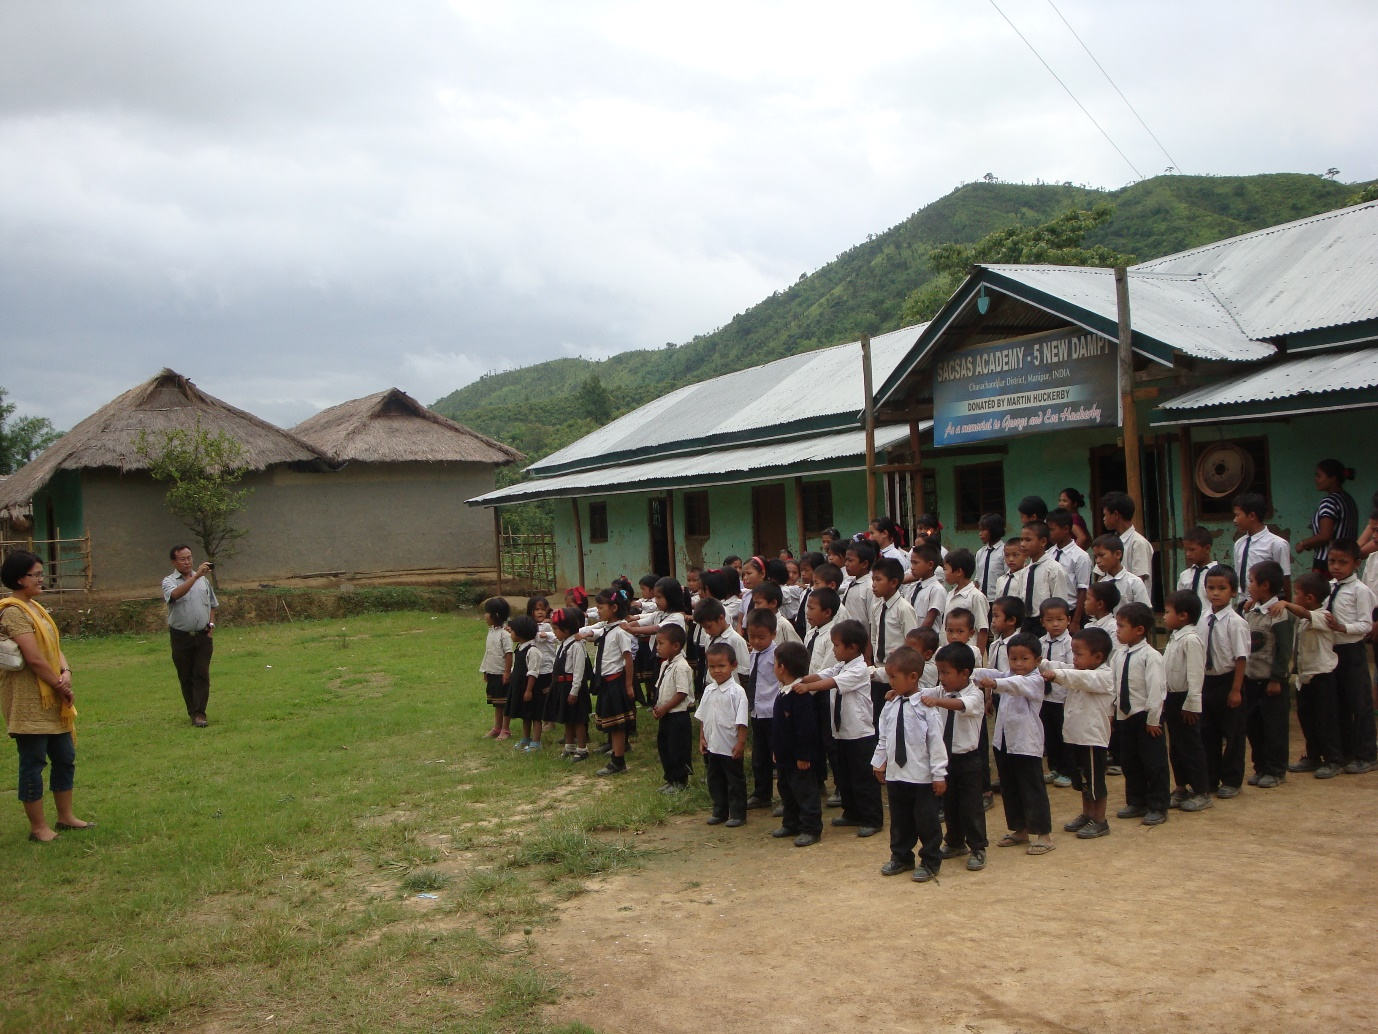 SACSAS ACADEMY - 5 NEW DAMPI
Churachandpur District, Manipur, INDIA
DONATED BY MARTIN HUCKERBY
As a memorial to George and Eve Huckerby